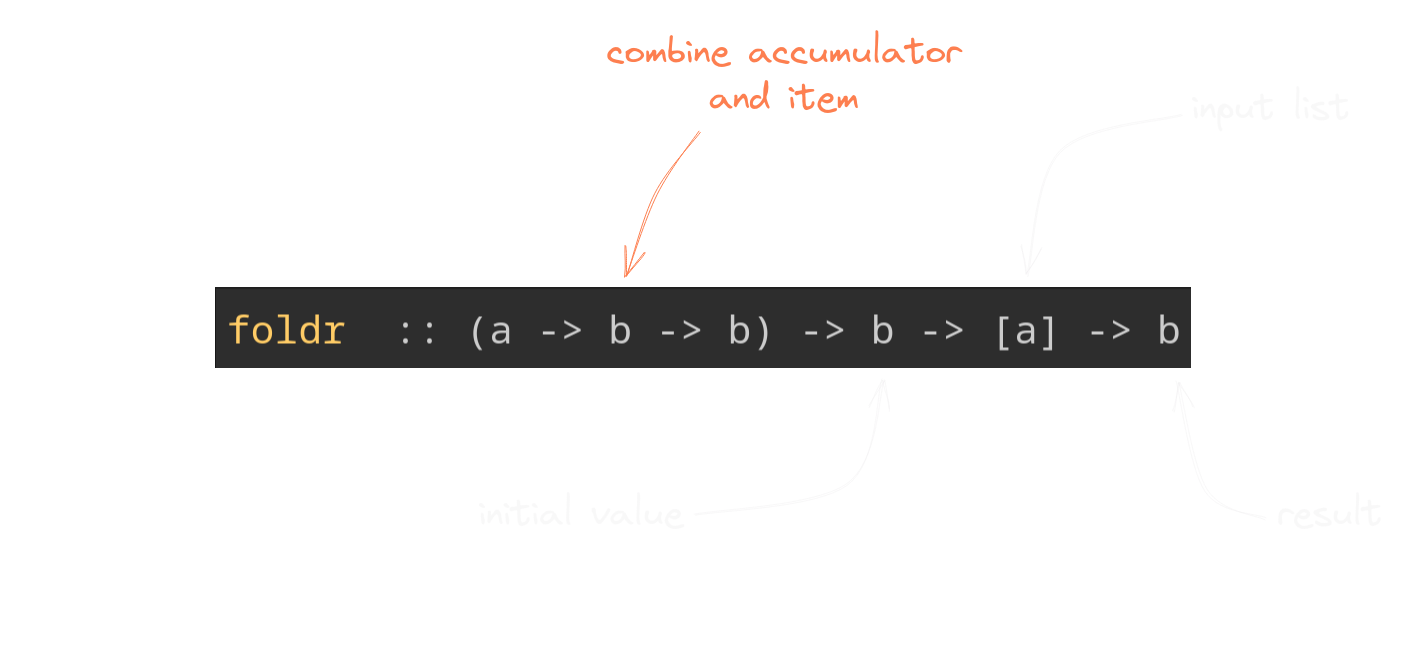 combine accumulator
and item
input list
foldr :: (a -> b -> b) -> b -> [a] -> b
initial value
result